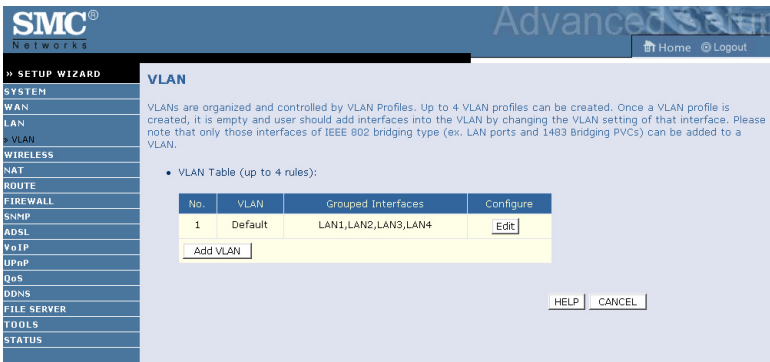 SMC®
Networks
Advanced Setup
Home Logout
» SETUP WIZARD
SYSTEM
WAN
LAN
» VLAN
WIRELESS
NAT
ROUTE
FIREWALL
SNMP
ADSL
VoIP
UPnP
QoS
DDNS
FILE SERVER
TOOLS
STATUS
VLAN
VLANs are organized and controlled by VLAN Profiles. Up to 4 VLAN profiles can be created. Once a VLAN profile is
created, it is empty and user should add interfaces into the VLAN by changing the VLAN setting of that interface. Please
note that only those interfaces of IEEE 802 bridging type (ex. LAN ports and 1483 Bridging PVCs) can be added to a
VLAN.
• VLAN Table (up to 4 rules):
No. VLAN Grouped Interfaces Configure
1 Default LAN1,LAN2,LAN3,LAN4 Edit
Add VLAN
HELP CANCEL